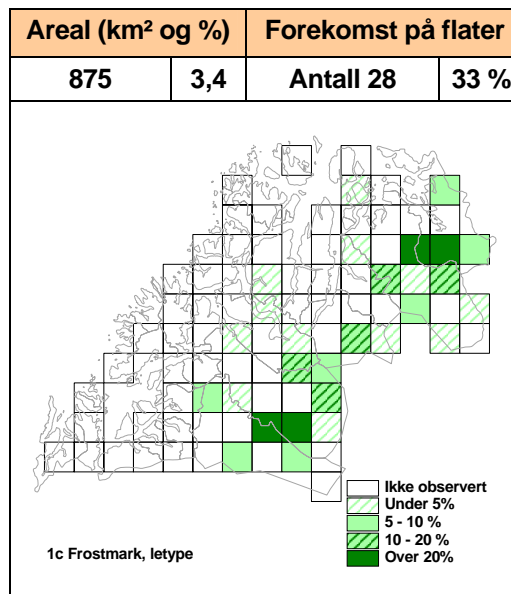 Areal (km² og %) Forekomst på flater
875 3,4 Antall 28 33 %
Ikke observert
Under 5%
5 - 10 %
10 - 20 %
Over 20%
1c Frostmark, letype